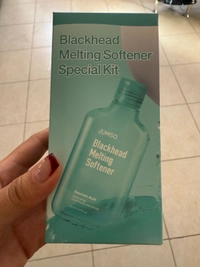 Blackhead
Melting Softener
Special Kit
JUMISO
Blackhead
Melting
Softener